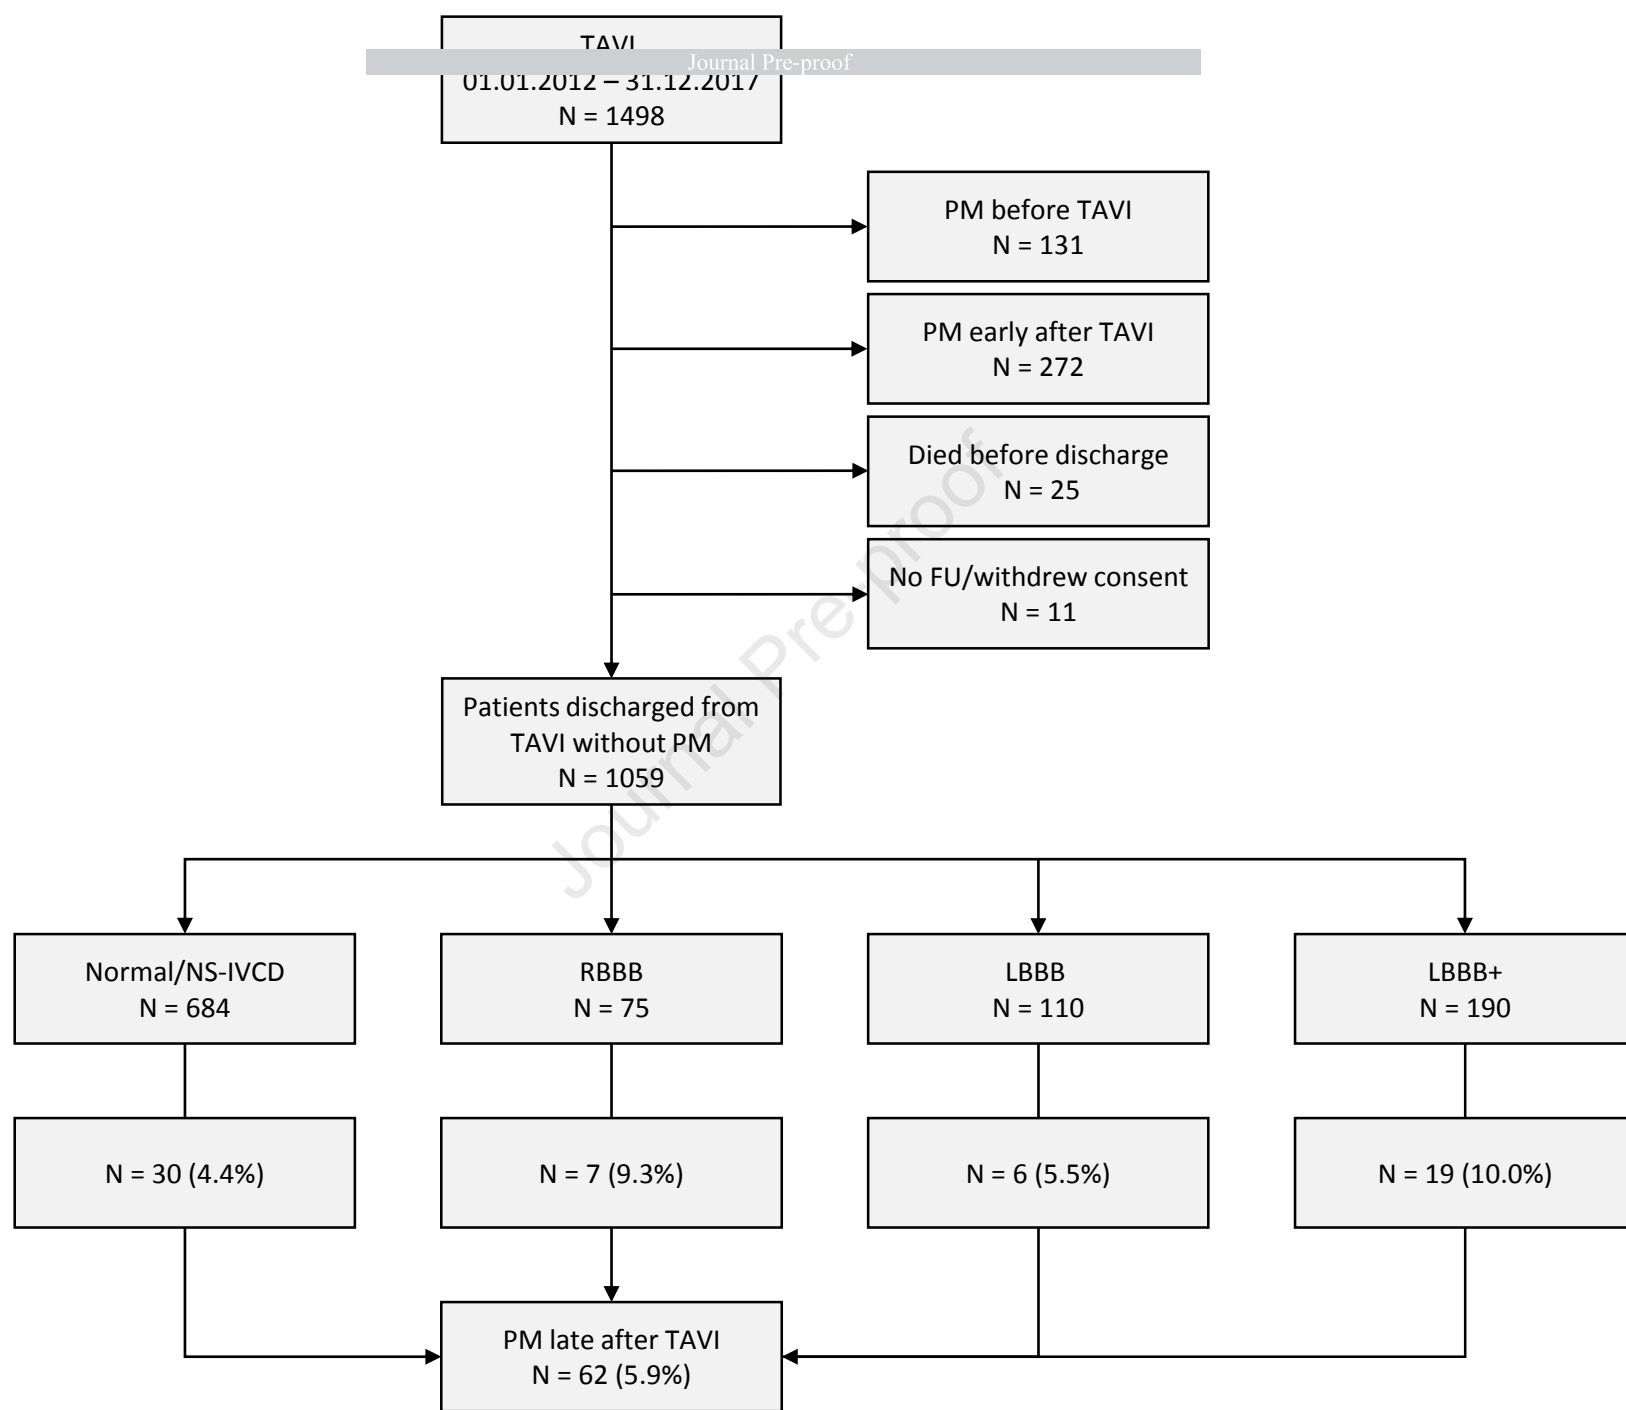 TAVI
Journal Pre-proof
01.01.2012 – 31.12.2017
N = 1498
PM before TAVI
N = 131
PM early after TAVI
N = 272
Died before discharge
N = 25
No FU/withdrew consent
N = 11
Journal Pre-proof
Patients discharged from
TAVI without PM
N = 1059
Normal/NS-IVCD
N = 684
RBBB
N = 75
LBBB
N = 110
LBBB+
N = 190
N = 30 (4.4%)
N = 7 (9.3%)
N = 6 (5.5%)
N = 19 (10.0%)
PM late after TAVI
N = 62 (5.9%)